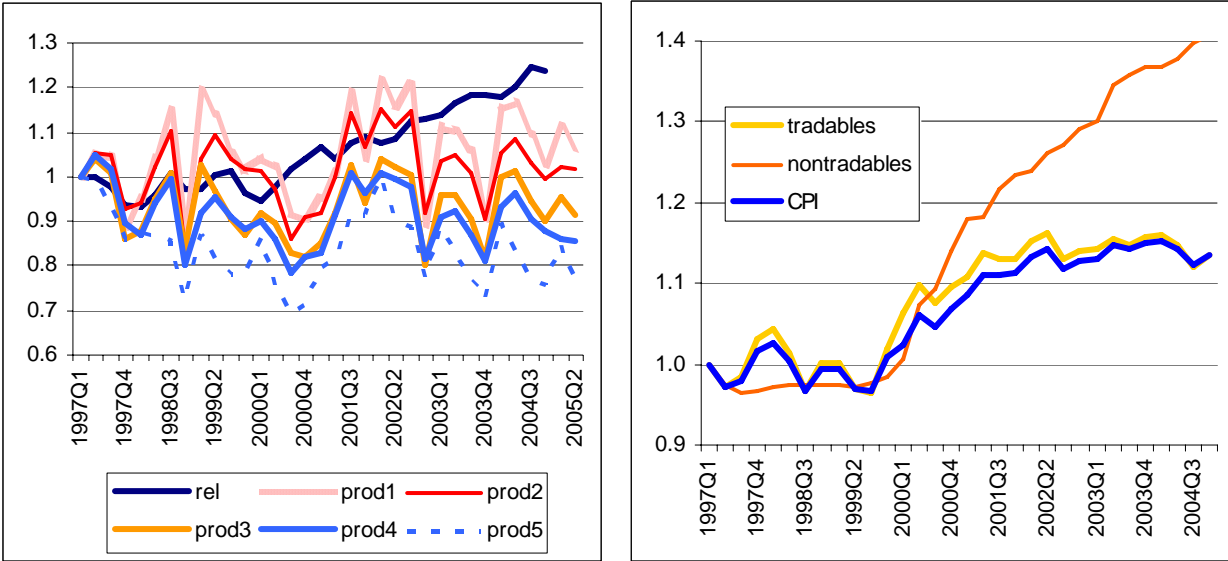 1.3
1.2
1.1
1
0.9
0.8
0.7
0.6
1997Q1
1997Q4
1998Q3
1999Q2
2000Q1
2000Q4
2001Q3
2002Q2
2003Q1
2003Q4
2004Q3
2005Q2
rel
prod1
prod2
prod3
prod4
prod5
1.4
1.3
1.2
1.1
1.0
0.9
tradables
nontradables
CPI
1997Q1
1997Q4
1998Q3
1999Q2
2000Q1
2000Q4
2001Q3
2002Q2
2003Q1
2003Q4
2004Q3